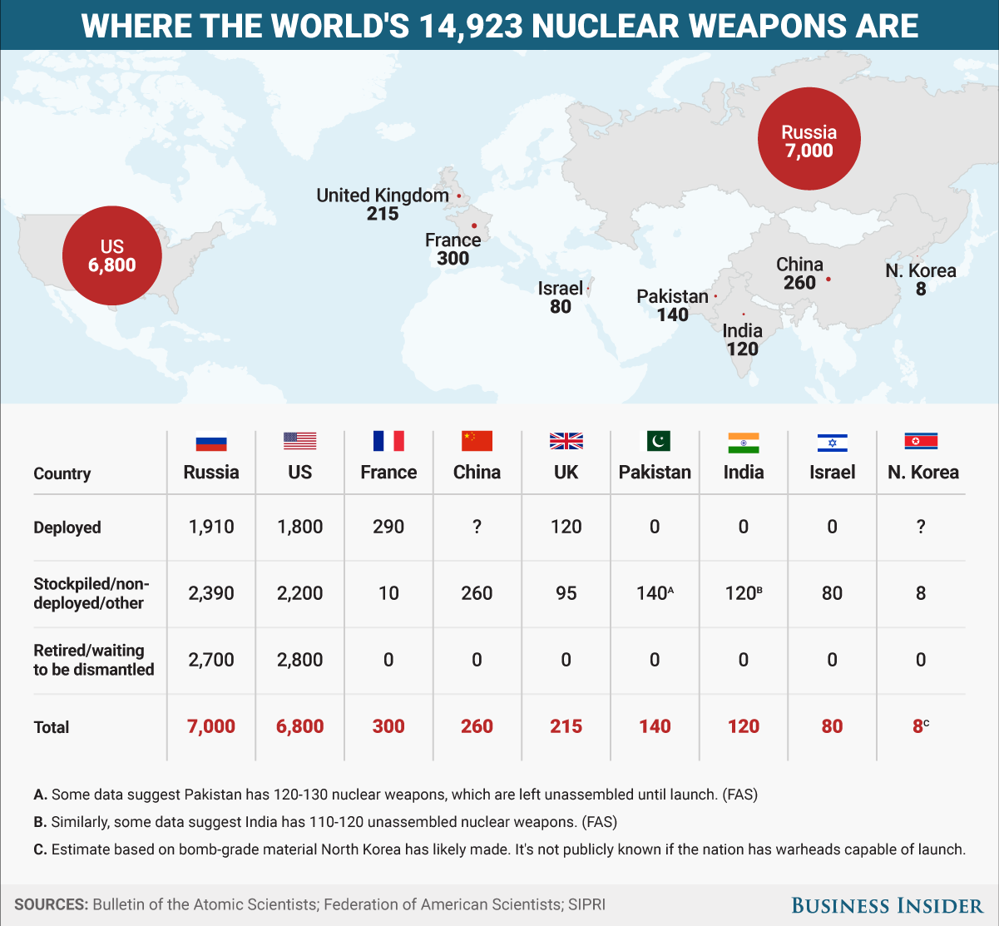 WHERE THE WORLD'S 14,923 NUCLEAR WEAPONS ARE
Russia
7,000
United Kingdom
215
US
6,800
France
300
China
260
N. Korea
8
Israel
80
Pakistan
140
India
120
Country Russia US France China UK Pakistan India Israel N. Korea
Deployed 1,910 1,800 290 ? 120 0 0 0 ?
Stockpiled/non-
deployed/other 2,390 2,200 10 260 95 140ᴬ 120ᴮ 80 8
Retired/waiting
to be dismantled 2,700 2,800 0 0 0 0 0 0 0
Total 7,000 6,800 300 260 215 140 120 80 8ᶜ
A. Some data suggest Pakistan has 120-130 nuclear weapons, which are left unassembled until launch. (FAS)
B. Similarly, some data suggest India has 110-120 unassembled nuclear weapons. (FAS)
C. Estimate based on bomb-grade material North Korea has likely made. It's not publicly known if the nation has warheads capable of launch.
SOURCES: Bulletin of the Atomic Scientists; Federation of American Scientists; SIPRI
BUSINESS INSIDER